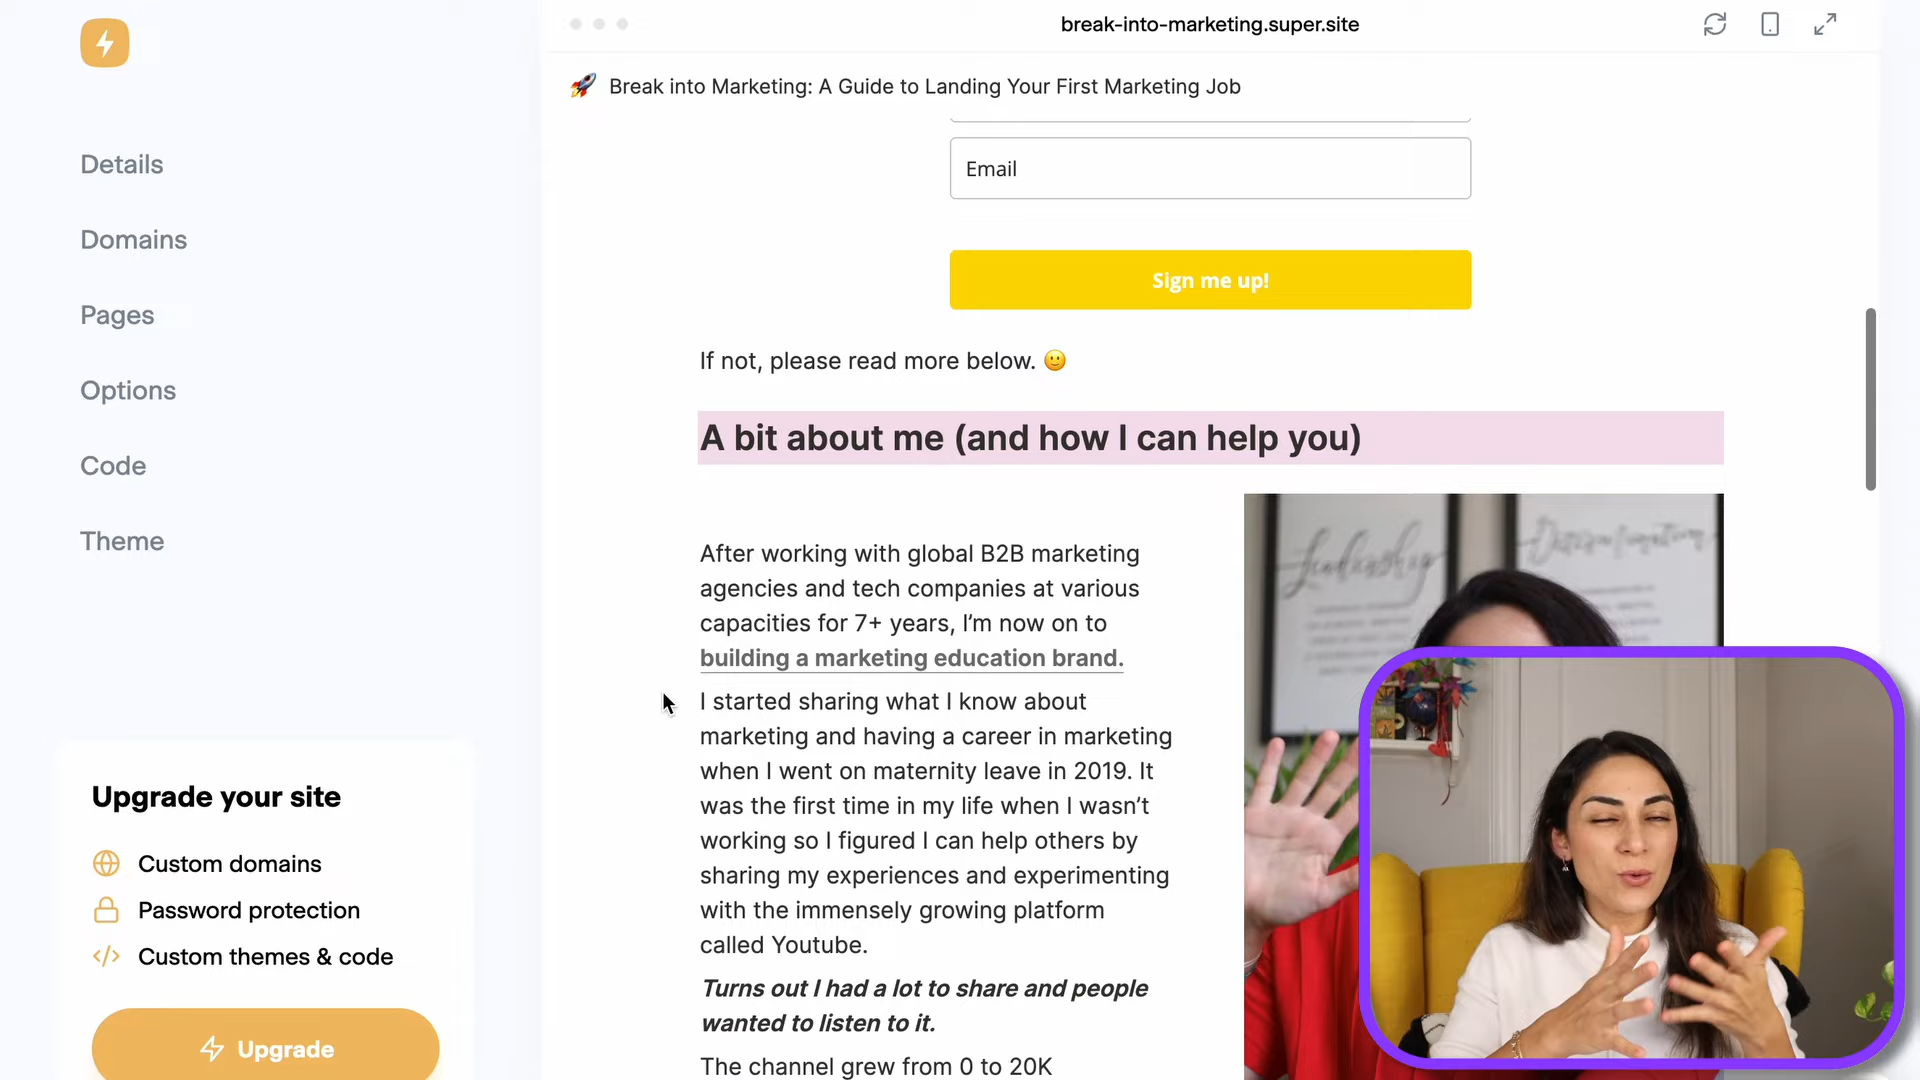 break-into-marketing.super.site
🚀 Break into Marketing: A Guide to Landing Your First Marketing Job
Details
Domains
Pages
Options
Code
Theme
Upgrade your site
Custom domains
Password protection
Custom themes & code
Upgrade
Email
Sign me up!
If not, please read more below. 🙂
A bit about me (and how I can help you)
After working with global B2B marketing
agencies and tech companies at various
capacities for 7+ years, I'm now on to
building a marketing education brand.
I started sharing what I know about
marketing and having a career in marketing
when I went on maternity leave in 2019. It
was the first time in my life when I wasn't
working so I figured I can help others by
sharing my experiences and experimenting
with the immensely growing platform
called Youtube.
Turns out I had a lot to share and people
wanted to listen to it.
The channel grew from 0 to 20K
Leadership